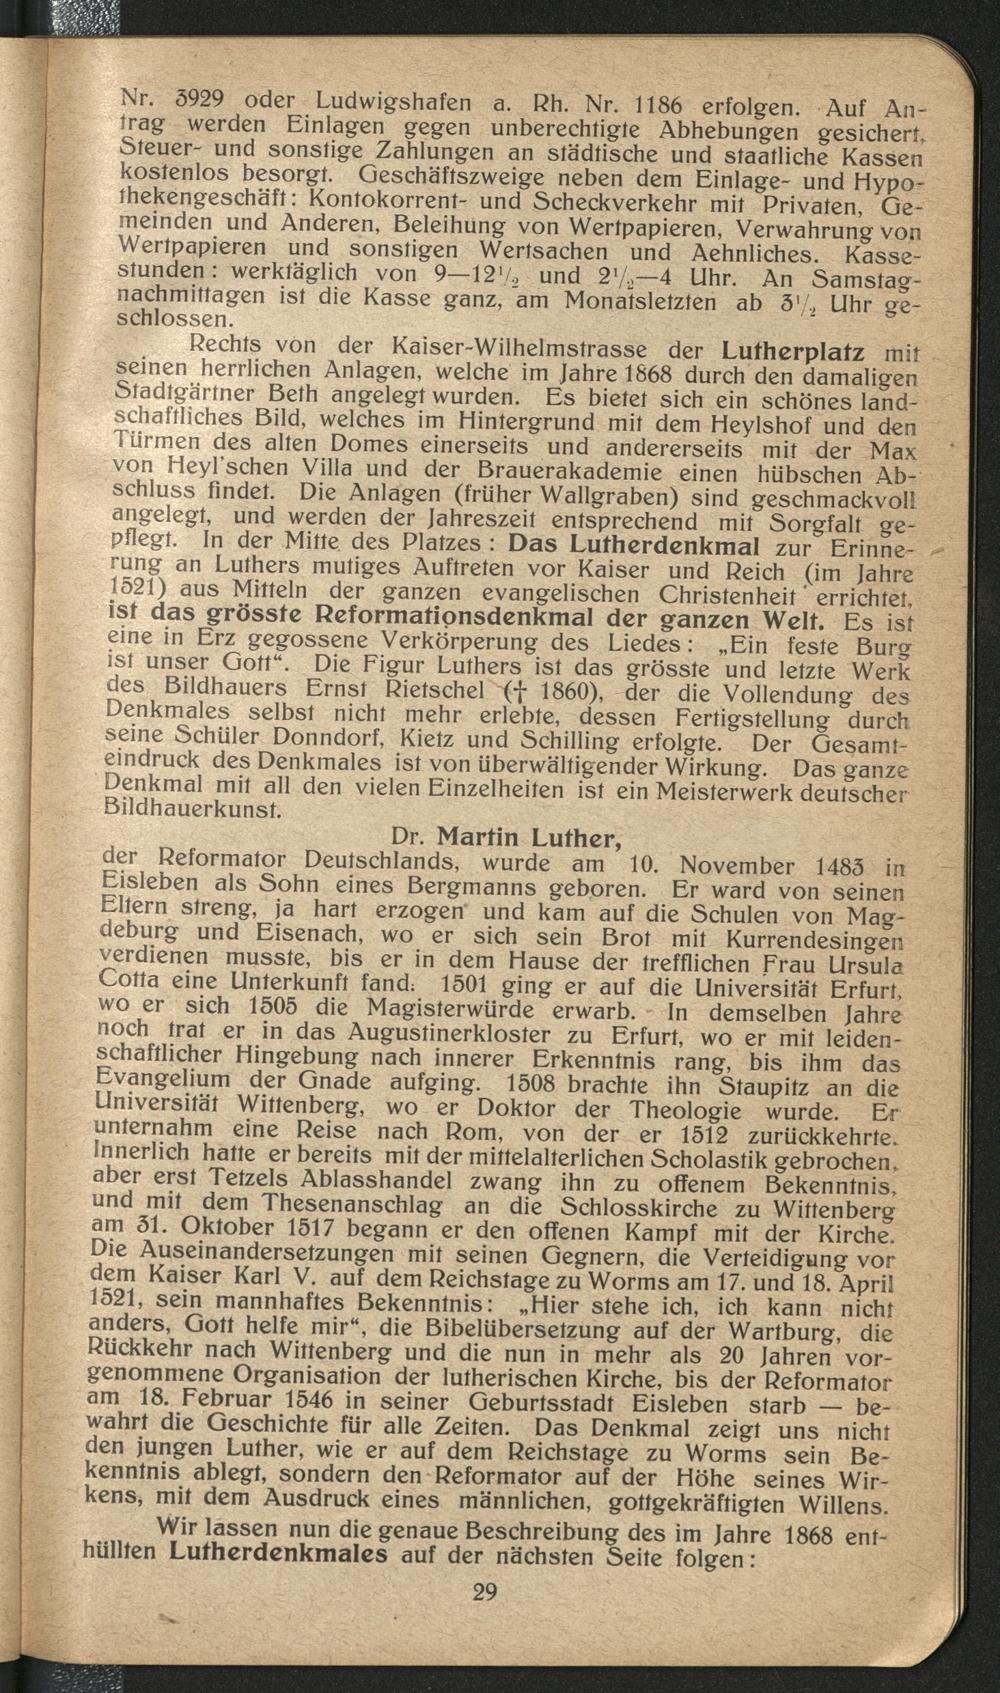 Nr. 3929 oder Ludwigshafen a. Rh. Nr. 1186 erfolgen. Auf An-
trag werden Einlagen gegen unberechtigte Abhebungen gesichert.
Steuer- und sonstige Zahlungen an städtische und staatliche Kassen
kostenlos besorgt. Geschäftszweige neben dem Einlage- und Hypo-
thekengeschäft: Kontokorrent- und Scheckverkehr mit Privaten, Ge-
meinden und Anderen, Beleihung von Wertpapieren, Verwahrung von
Wertpapieren und sonstigen Wertsachen und Aehnliches. Kasse-
stunden: werktäglich von 9—12½ und 2½—4 Uhr. An Samstag-
nachmittagen ist die Kasse ganz, am Monatsletzten ab 3½ Uhr ge-
schlossen.
Rechts von der Kaiser-Wilhelmstrasse der Lutherplatz mit
seinen herrlichen Anlagen, welche im Jahre 1868 durch den damaligen
Stadtgärtner Beth angelegt wurden. Es bietet sich ein schönes land-
schaftliches Bild, welches im Hintergrund mit dem Heylshof und den
Türmen des alten Domes einerseits und andererseits mit der Max
von Heyl'schen Villa und der Brauerakademie einen hübschen Ab-
schluss findet. Die Anlagen (früher Wallgraben) sind geschmackvoll
angelegt, und werden der Jahreszeit entsprechend mit Sorgfalt ge-
pflegt. In der Mitte des Platzes: Das Lutherdenkmal zur Erinne-
rung an Luthers mutiges Auftreten vor Kaiser und Reich (im Jahre
1521) aus Mitteln der ganzen evangelischen Christenheit errichtet,
ist das grösste Reformationsdenkmal der ganzen Welt. Es ist
eine in Erz gegossene Verkörperung des Liedes: „Ein feste Burg
ist unser Gott“. Die Figur Luthers ist das grösste und letzte Werk
des Bildhauers Ernst Rietschel († 1860), der die Vollendung des
Denkmales selbst nicht mehr erlebte, dessen Fertigstellung durch
seine Schüler Donndorf, Kietz und Schilling erfolgte. Der Gesamt-
eindruck des Denkmales ist von überwältigender Wirkung. Das ganze
Denkmal mit all den vielen Einzelheiten ist ein Meisterwerk deutscher
Bildhauerkunst.
Dr. Martin Luther,
der Reformator Deutschlands, wurde am 10. November 1483 in
Eisleben als Sohn eines Bergmanns geboren. Er ward von seinen
Eltern streng, ja hart erzogen und kam auf die Schulen von Mag-
deburg und Eisenach, wo er sich sein Brot mit Kurrendesingen
verdienen musste, bis er in dem Hause der trefflichen Frau Ursula
Cotta eine Unterkunft fand. 1501 ging er auf die Universität Erfurt,
wo er sich 1505 die Magisterwürde erwarb. In demselben Jahre
noch trat er in das Augustinerkloster zu Erfurt, wo er mit leiden-
schaftlicher Hingebung nach innerer Erkenntnis rang, bis ihm das
Evangelium der Gnade aufging. 1508 brachte ihn Staupitz an die
Universität Wittenberg, wo er Doktor der Theologie wurde. Er
unternahm eine Reise nach Rom, von der er 1512 zurückkehrte.
Innerlich hatte er bereits mit der mittelalterlichen Scholastik gebrochen,
aber erst Tetzels Ablasshandel zwang ihn zu offenem Bekenntnis,
und mit dem Thesenanschlag an die Schlosskirche zu Wittenberg
am 31. Oktober 1517 begann er den offenen Kampf mit der Kirche.
Die Auseinandersetzungen mit seinen Gegnern, die Verteidigung vor
dem Kaiser Karl V. auf dem Reichstage zu Worms am 17. und 18. April
1521, sein mannhaftes Bekenntnis: „Hier stehe ich, ich kann nicht
anders, Gott helfe mir“, die Bibelübersetzung auf der Wartburg, die
Rückkehr nach Wittenberg und die nun in mehr als 20 Jahren vor-
genommene Organisation der lutherischen Kirche, bis der Reformator
am 18. Februar 1546 in seiner Geburtsstadt Eisleben starb — be-
wahrt die Geschichte für alle Zeiten. Das Denkmal zeigt uns nicht
den jungen Luther, wie er auf dem Reichstage zu Worms sein Be-
kenntnis ablegt, sondern den Reformator auf der Höhe seines Wir-
kens, mit dem Ausdruck eines männlichen, gottgekräftigten Willens.
Wir lassen nun die genaue Beschreibung des im Jahre 1868 ent-
hüllten Lutherdenkmales auf der nächsten Seite folgen:
29